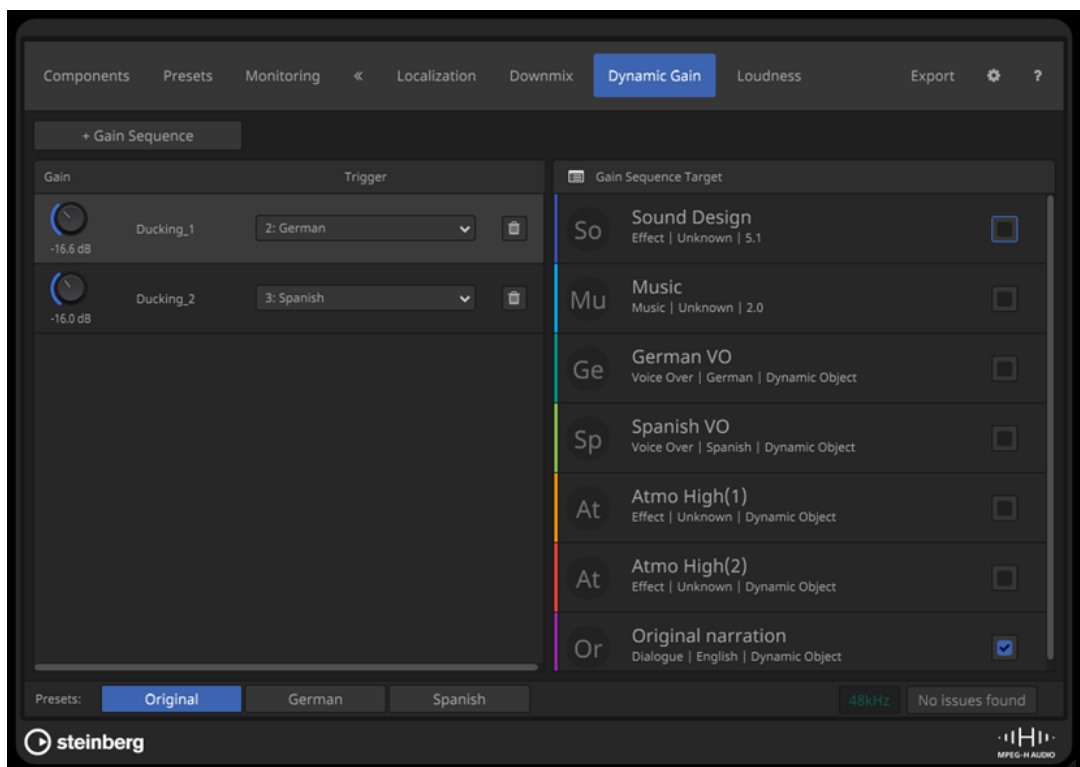 Components Presets Monitoring « Localization Downmix Dynamic Gain Loudness Export ?
+ Gain Sequence
Gain Trigger
Ducking_1 2: German
-16.6 dB
Ducking_2 3: Spanish
-16.0 dB
Gain Sequence Target
So Sound Design
Effect | Unknown | 5.1
Mu Music
Music | Unknown | 2.0
Ge German VO
Voice Over | German | Dynamic Object
Sp Spanish VO
Voice Over | Spanish | Dynamic Object
At Atmo High(1)
Effect | Unknown | Dynamic Object
At Atmo High(2)
Effect | Unknown | Dynamic Object
Or Original narration
Dialogue | English | Dynamic Object
Presets: Original German Spanish 48kHz No issues found
steinberg
MPEG-H AUDIO